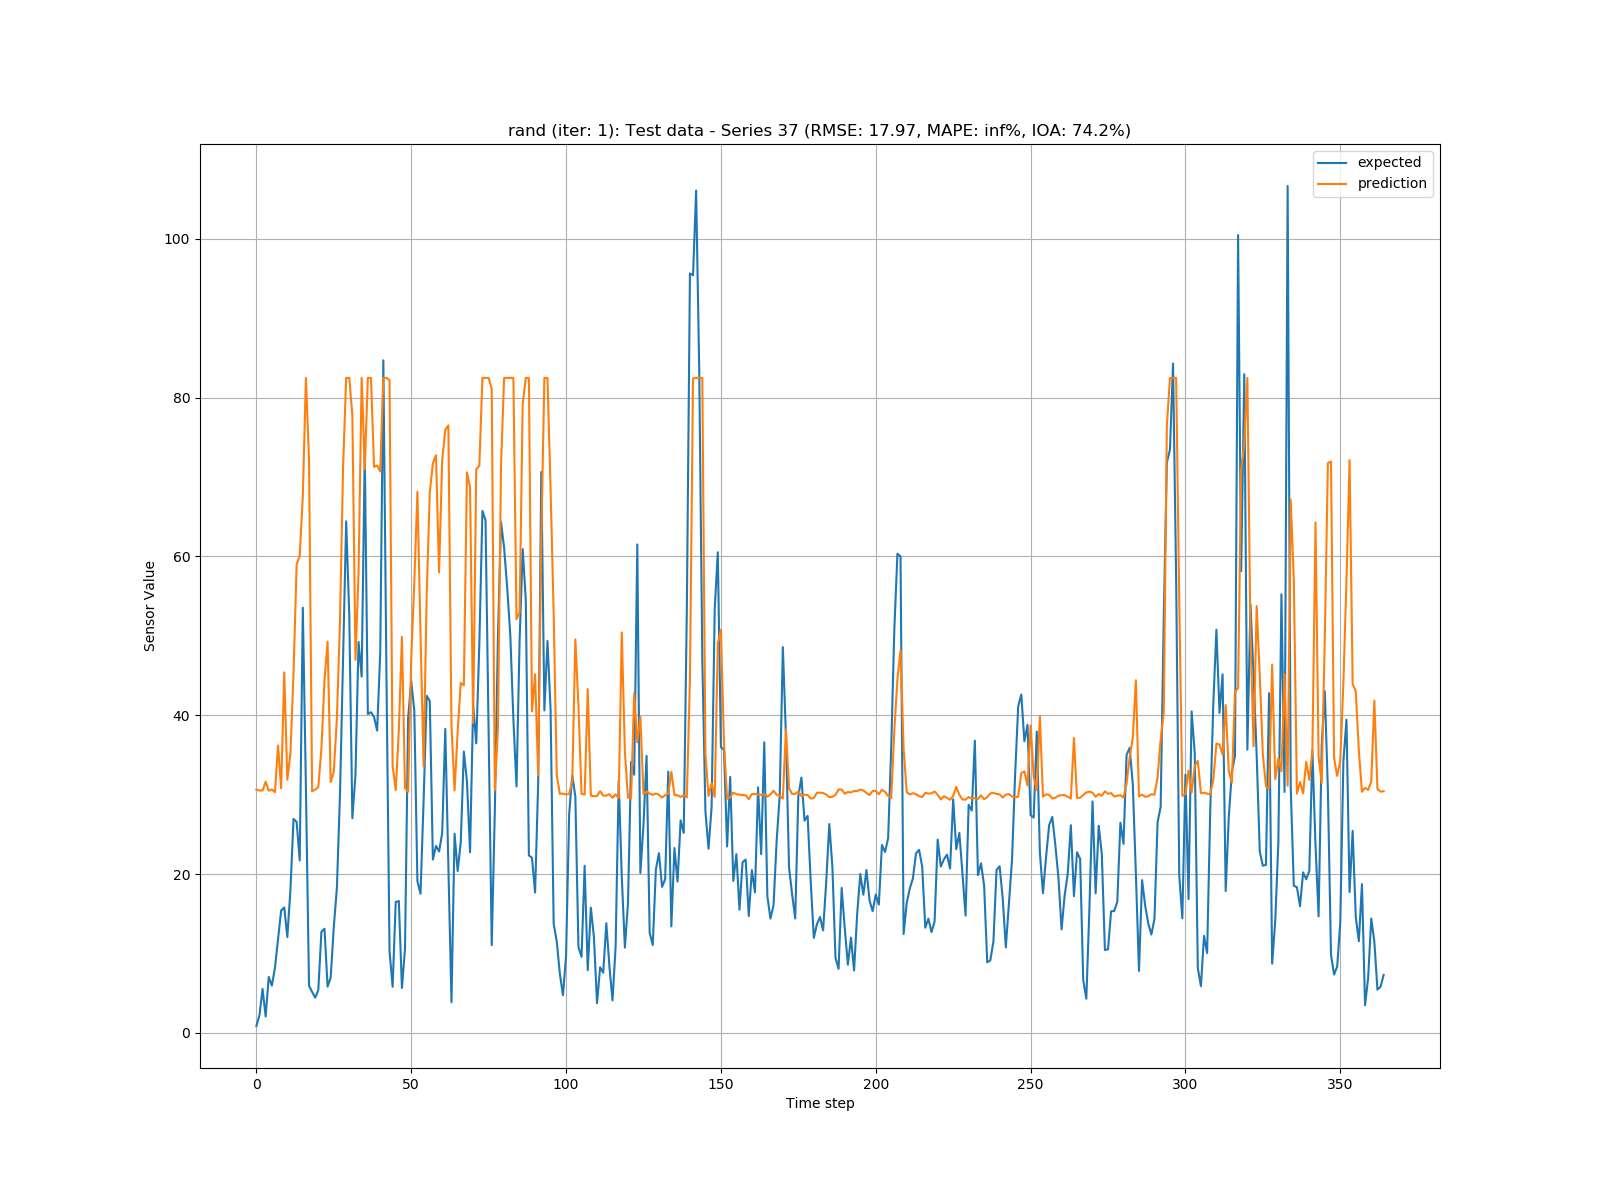 rand (iter: 1): Test data - Series 37 (RMSE: 17.97, MAPE: inf%, IOA: 74.2%)
expected
prediction
100
80
60
40
20
0
Sensor Value
0 50 100 150 200 250 300 350
Time step